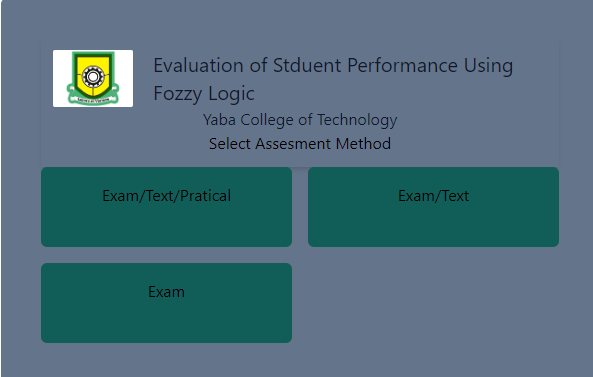 Evaluation of Stduent Performance Using
Fozzy Logic
Yaba College of Technology
Select Assesment Method
Exam/Text/Pratical
Exam/Text
Exam